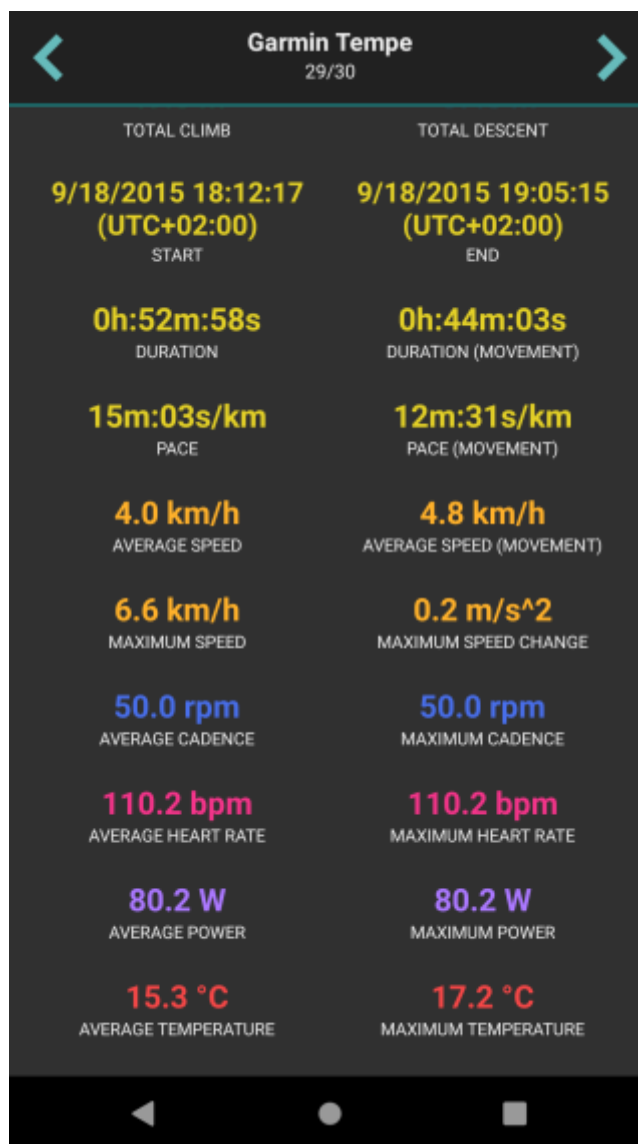 Garmin Tempe
29/30
TOTAL CLIMB TOTAL DESCENT
9/18/2015 18:12:17 9/18/2015 19:05:15
(UTC+02:00) (UTC+02:00)
START END
0h:52m:58s 0h:44m:03s
DURATION DURATION (MOVEMENT)
15m:03s/km 12m:31s/km
PACE PACE (MOVEMENT)
4.0 km/h 4.8 km/h
AVERAGE SPEED AVERAGE SPEED (MOVEMENT)
6.6 km/h 0.2 m/s^2
MAXIMUM SPEED MAXIMUM SPEED CHANGE
50.0 rpm 50.0 rpm
AVERAGE CADENCE MAXIMUM CADENCE
110.2 bpm 110.2 bpm
AVERAGE HEART RATE MAXIMUM HEART RATE
80.2 W 80.2 W
AVERAGE POWER MAXIMUM POWER
15.3 °C 17.2 °C
AVERAGE TEMPERATURE MAXIMUM TEMPERATURE